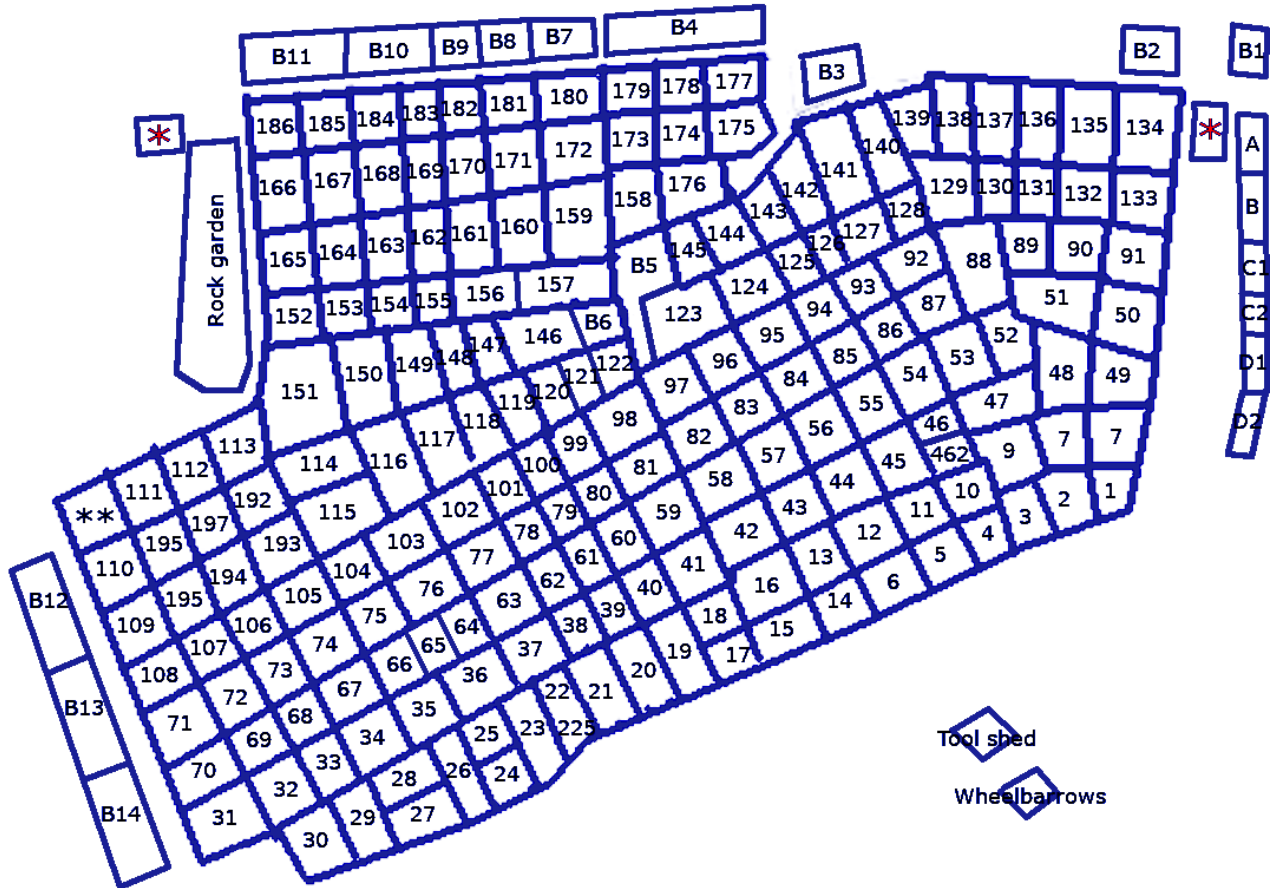 B11 B10 B9 B8 B7 B4 B3 B2 B1
186 185 184 183 182 181 180 179 178 177 139 138 137 136 135 134 * A
* 166 167 168 169 170 171 172 173 174 175 142 141 140 129 130 131 132 133 B
Rock garden
165 164 163 162 161 160 159 158 176 145 144 143 125 126 127 128 88 89 90 91 C1
152 153 154 155 156 157 B5 123 124 94 93 92 87 51 50 C2
151 150 149 148 147 146 B6 97 96 95 84 85 86 54 53 52 48 49 D1
113 114 116 117 118 119 120 121 122 98 82 83 56 55 46 47 7 7 D2
** 111 112 197 192 115 102 101 100 99 81 58 57 44 45 462 9
110 195 193 103 78 79 80 59 42 43 12 11 10 3 2 1
B12 109 195 194 105 104 76 77 62 61 60 41 16 13 6 5 4
108 107 106 74 75 65 64 63 38 39 40 18 15 14
B13 71 72 73 67 66 36 37 21 20 19 17
70 69 68 34 35 25 23 22 225
B14 31 32 33 28 26 24
30 29 27
Tool shed
Wheelbarrows